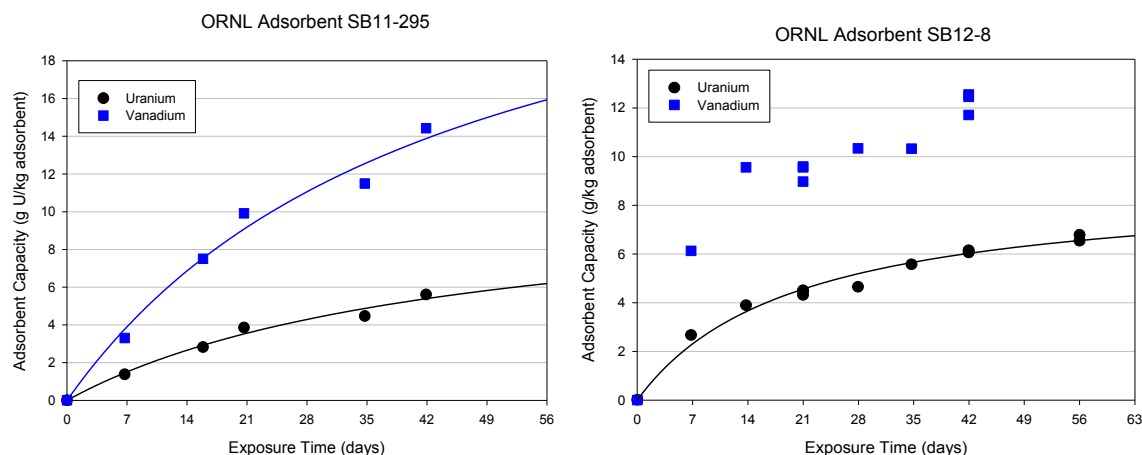 ORNL Adsorbent SB11-295
Adsorbent Capacity (g U/kg adsorbent)
18
16
14
12
10
8
6
4
2
0
Uranium
Vanadium
0 7 14 21 28 35 42 49 56
Exposure Time (days)
ORNL Adsorbent SB12-8
Adsorbent Capacity (g/kg adsorbent)
14
12
10
8
6
4
2
0
Uranium
Vanadium
0 7 14 21 28 35 42 49 56 63
Exposure Time (days)